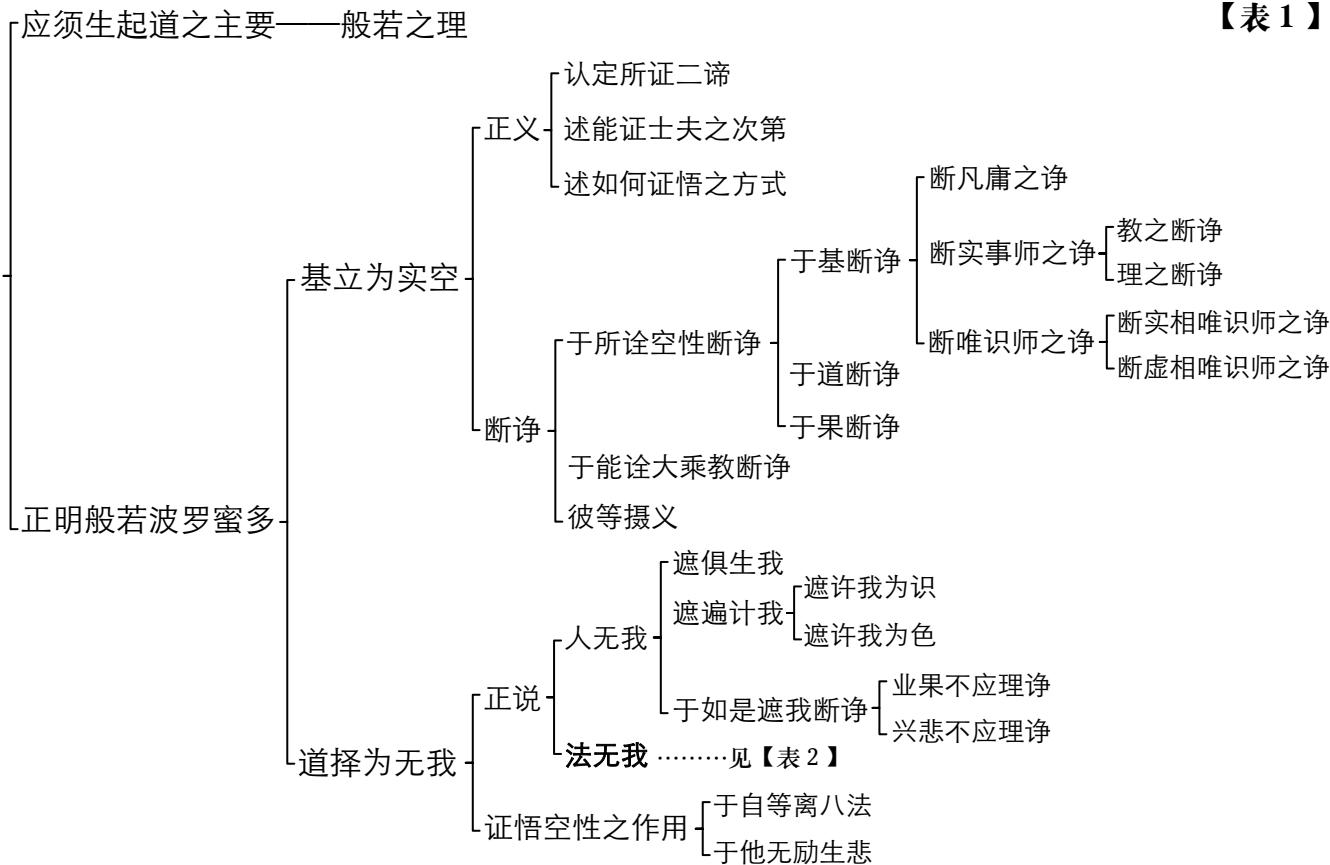 【表1】
应须生起道之主要——般若之理
正明般若波罗蜜多
基立为实空
正义
认定所证二谛
述能证士夫之次第
述如何证悟之方式
断诤
于所诠空性断诤
于基断诤
断凡庸之诤
断实事师之诤
教之断诤
理之断诤
断唯识师之诤
断实相唯识师之诤
断虚相唯识师之诤
于道断诤
于果断诤
于能诠大乘教断诤
彼等摄义
道择为无我
正说
人无我
遮俱生我
遮遍计我
遮许我为识
遮许我为色
于如是遮我断诤
业果不应理诤
兴悲不应理诤
法无我 ………见【表2】
证悟空性之作用
于自等离八法
于他无励生悲